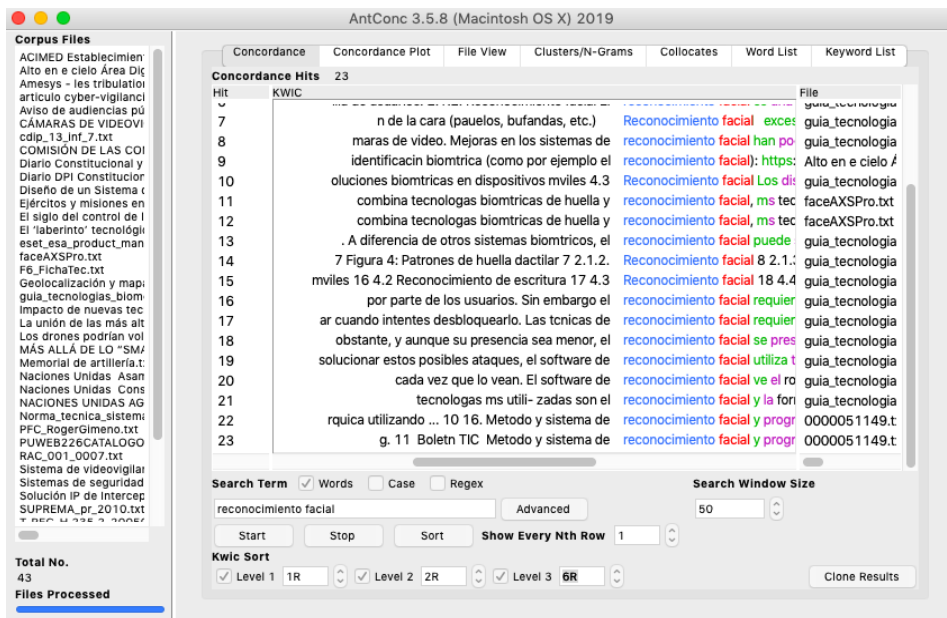 AntConc 3.5.8 (Macintosh OS X) 2019
Corpus Files
ACIMED Establecimien
Alto en e cielo Área Dig
Amesys - les tribulation
articulo cyber-vigilanci
Aviso de audiencias pú
CÁMARAS DE VIDEOVI
cdip_13_inf_7.txt
COMISIÓN DE LAS COI
Diario Constitucional y
Diario DPI Constitucion
Diseño de un Sistema
Ejércitos y misiones en
El siglo del control de l
El 'laberinto' tecnológi
eset_esa_product_man
faceAXSPro.txt
F6_FichaTec.txt
Geolocalización y mapa
guia_tecnologias_biom
Impacto de nuevas tec
La unión de las más alt
Los drones podrían vol
MÁS ALLÁ DE LO "SMA
Memorial de artillería.t
Naciones Unidas Asam
Naciones Unidas Cons
NACIONES UNIDAS AG
Norma_tecnica_sistema
PFC_RogerGimeno.txt
PUWEB226CATALOGO
RAC_001_0007.txt
Sistema de videovigilar
Sistemas de seguridad
Solución IP de Intercep
SUPREMA_pr_2010.txt
Total No.
43
Files Processed
Concordance Concordance Plot File View Clusters/N-Grams Collocates Word List Keyword List
Concordance Hits 23
Hit KWIC File
7 n de la cara (pauelos, bufandas, etc.) Reconocimiento facial exces guia_tecnologia
8 maras de video. Mejoras en los sistemas de reconocimiento facial han po guia_tecnologia
9 identificacin biomtrica (como por ejemplo el reconocimiento facial): https: Alto en e cielo Á
10 oluciones biomtricas en dispositivos mviles 4.3 Reconocimiento facial Los dis guia_tecnologia
11 combina tecnologas biomtricas de huella y reconocimiento facial, ms tec faceAXSPro.txt
12 combina tecnologas biomtricas de huella y reconocimiento facial, ms tec faceAXSPro.txt
13 . A diferencia de otros sistemas biomtricos, el reconocimiento facial puede guia_tecnologia
14 7 Figura 4: Patrones de huella dactilar 7 2.1.2. Reconocimiento facial 8 2.1.: guia_tecnologia
15 mviles 16 4.2 Reconocimiento de escritura 17 4.3 Reconocimiento facial 18 4.4 guia_tecnologia
16 por parte de los usuarios. Sin embargo el reconocimiento facial requier guia_tecnologia
17 ar cuando intentes desbloquearlo. Las tcnicas de reconocimiento facial requier guia_tecnologia
18 obstante, y aunque su presencia sea menor, el reconocimiento facial se pres guia_tecnologia
19 solucionar estos posibles ataques, el software de reconocimiento facial utiliza t guia_tecnologia
20 cada vez que lo vean. El software de reconocimiento facial ve el ro guia_tecnologia
21 tecnologas ms utili- zadas son el reconocimiento facial y la forr guia_tecnologia
22 rquica utilizando ... 10 16. Metodo y sistema de reconocimiento facial y progr 0000051149.t
23 g. 11 Boletn TIC Metodo y sistema de reconocimiento facial y progr 0000051149.t
Search Term Words Case Regex Search Window Size
reconocimiento facial Advanced 50
Start Stop Sort Show Every Nth Row 1
Kwic Sort
Level 1 1R Level 2 2R Level 3 6R Clone Results